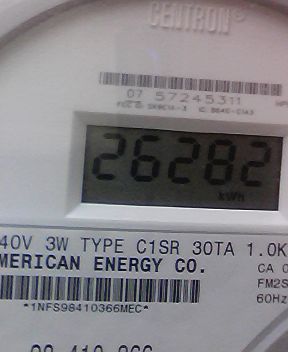 CENTRON®
07 57245311
26282
kWh
40V 3W TYPE C1SR 30TA 1.0K
MERICAN ENERGY CO.
CA 0
FM2S
60Hz
*1NFS98410366MEC*